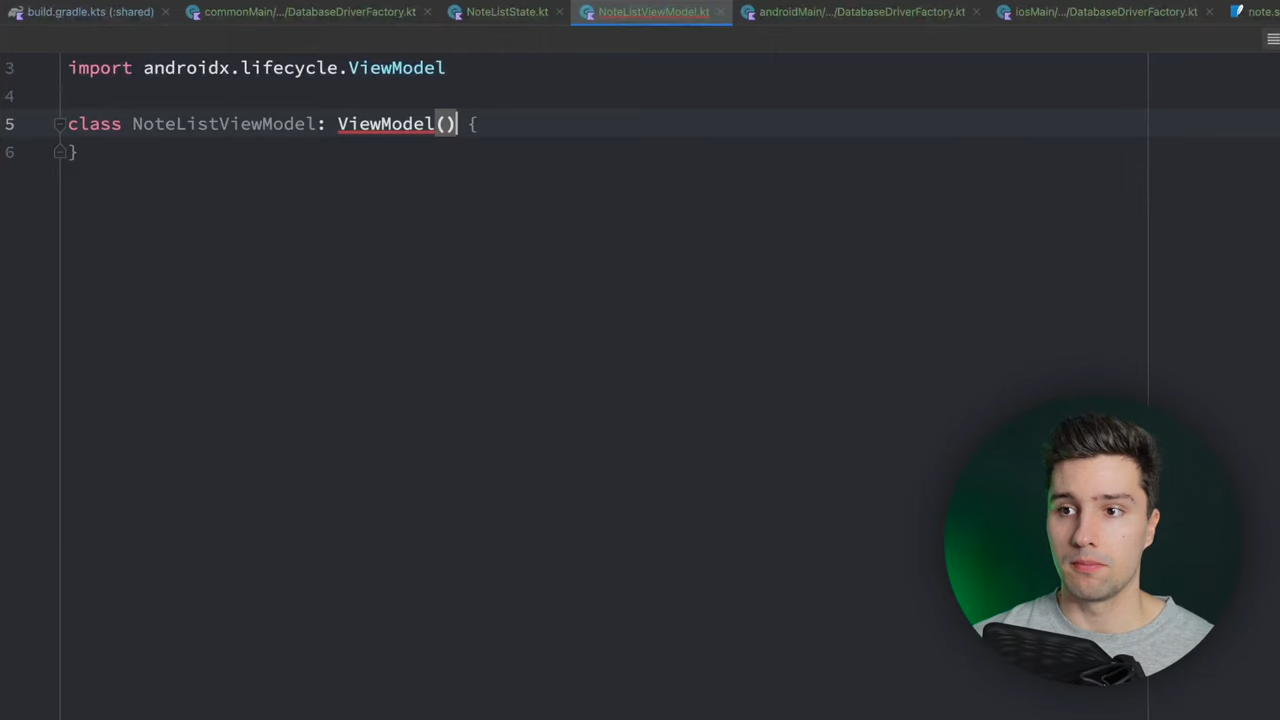 build.gradle.kts (:shared)
commonMain/.../DatabaseDriverFactory.kt
NoteListState.kt
NoteListViewModel.kt
androidMain/.../DatabaseDriverFactory.kt
iosMain/.../DatabaseDriverFactory.kt
note.s
3 import androidx.lifecycle.ViewModel
4
5 class NoteListViewModel: ViewModel() {
6 }